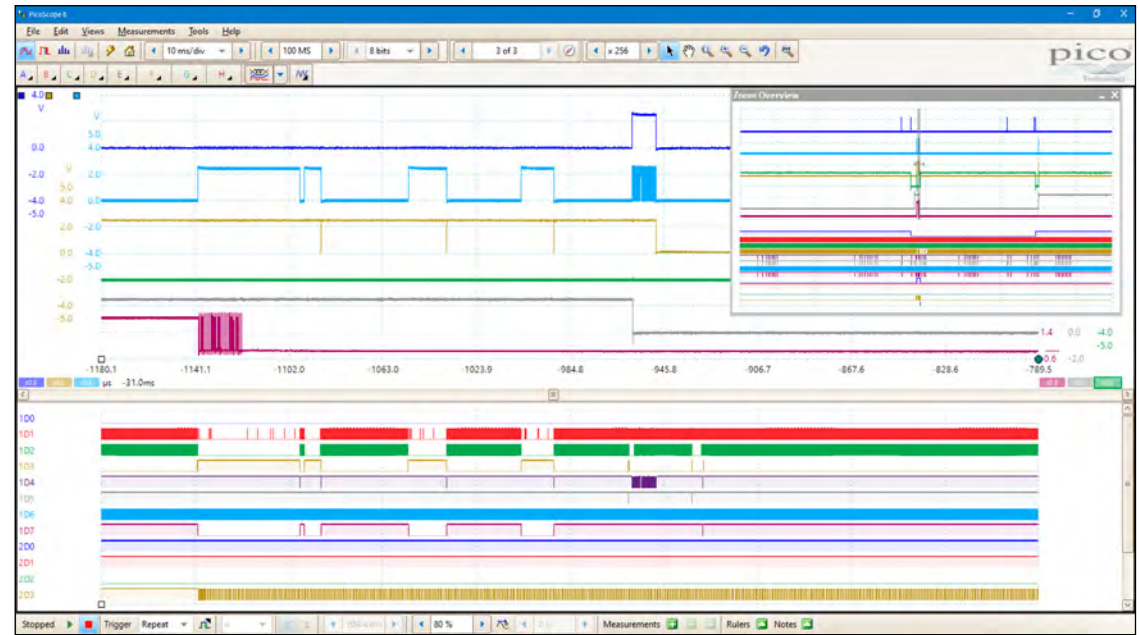 PicoScope 6
File Edit Views Measurements Tools Help
10 ms/div 100 MS 8 bits 3 of 3 x 256
pico
Technology
A B C D E F G H
4.0
V
V
5.0
0.0 4.0
-2.0 V 2.0
5.0
-4.0 4.0 0.0
-5.0
2.0 -2.0
0.0 -4.0
-5.0
-2.0
-4.0
-5.0
Zoom Overview
1.4 0.0 -4.0
-5.0
0.6 -2.0
-1180.1 -1141.1 -1102.0 -1063.0 -1023.9 -984.8 -945.8 -906.7 -867.6 -828.6 -789.5
x0.8 µs -31.0ms
1D0
1D1
1D2
1D3
1D4
1D5
1D6
1D7
2D0
2D1
2D2
2D3
Stopped Trigger Repeat 80 % Measurements Rulers Notes